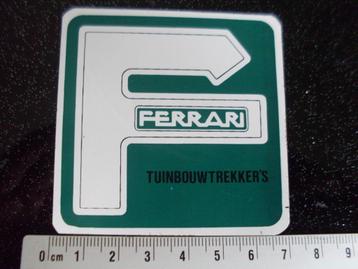 FERRARI
TUINBOUWTREKKER'S
0 cm 1 2 3 4 5 6 7 8 9